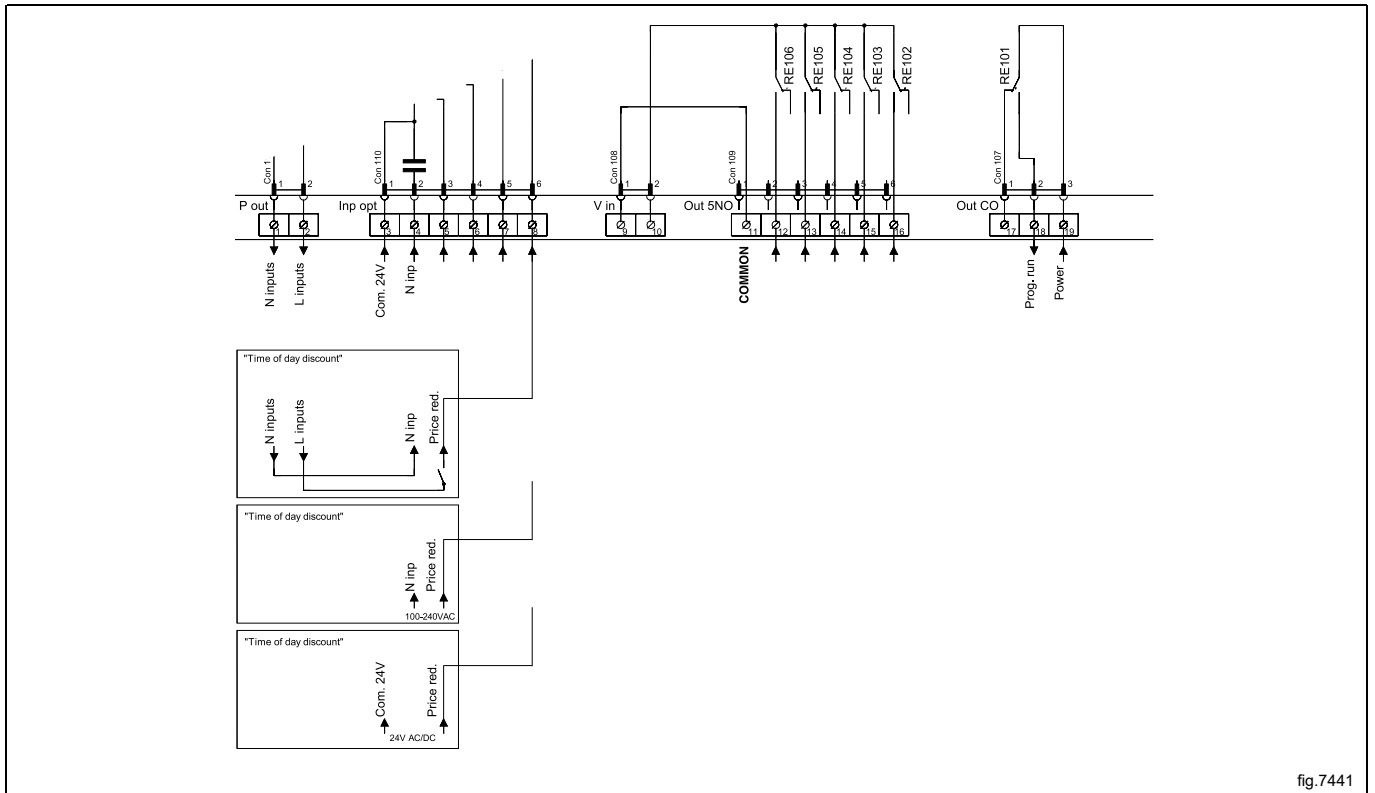 RE106 RE105 RE104 RE103 RE102 RE101
Con 1 Con 110 Con 108 Con 109 Con 107
1 2 1 2 3 4 5 6 1 2 1 2 3 4 5 6 1 2 3
P out Inp opt V in Out 5NO Out CO
1 2 3 4 5 6 7 8 9 10 11 12 13 14 15 16 17 18 19
N inputs L inputs Com. 24V N inp COMMON Prog. run Power
"Time of day discount"
N inputs L inputs N inp Price red.
"Time of day discount"
N inp Price red.
100-240VAC
"Time of day discount"
Com. 24V Price red.
24V AC/DC
fig.7441